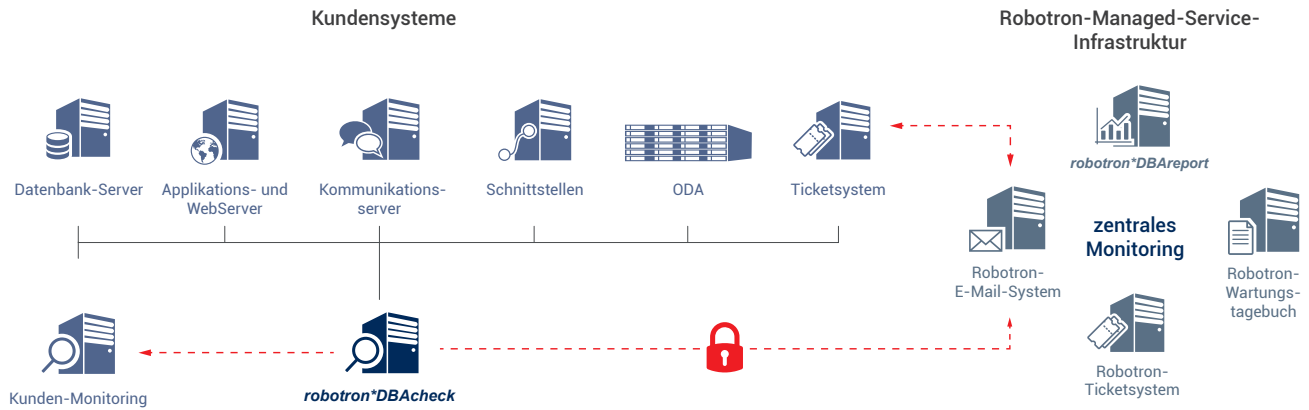 Kundensysteme
Robotron-Managed-Service-
Infrastruktur
Datenbank-Server
Applikations- und
WebServer
Kommunikations-
server
Schnittstellen
ODA
Ticketsystem
robotron*DBAreport
Robotron-
E-Mail-System
zentrales
Monitoring
Robotron-
Wartungs-
tagebuch
Robotron-
Ticketsystem
Kunden-Monitoring
robotron*DBAcheck